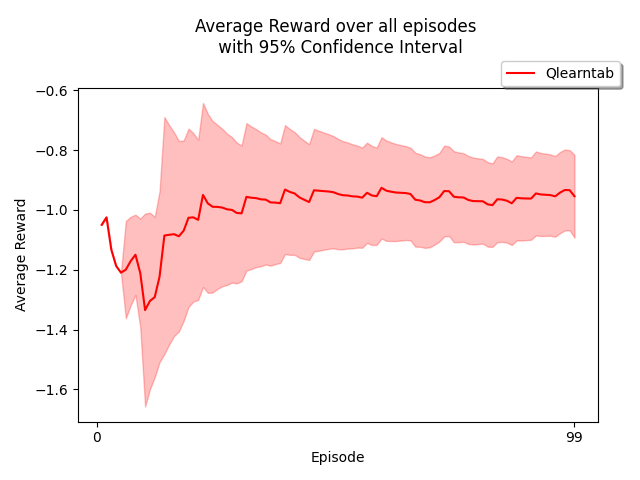 Average Reward over all episodes
with 95% Confidence Interval
Qlearntab
−0.6
−0.8
−1.0
−1.2
−1.4
−1.6
Average Reward
0
99
Episode